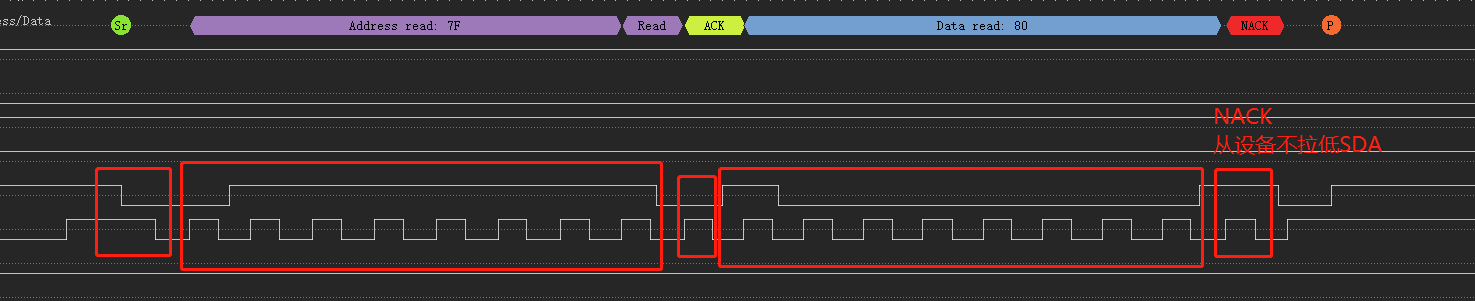 ss/Data
Sr
Address read: 7F
Read
ACK
Data read: 80
NACK
P
NACK
从设备不拉低SDA